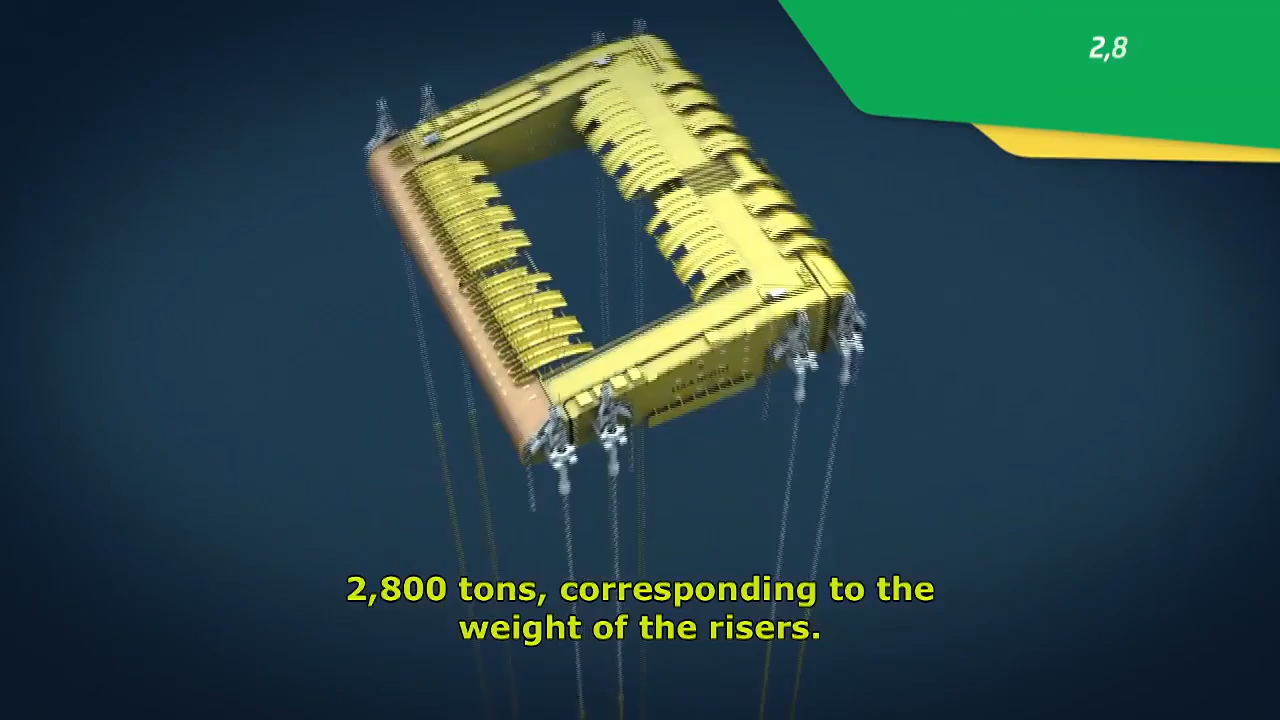 2,8
2,800 tons, corresponding to the
weight of the risers.